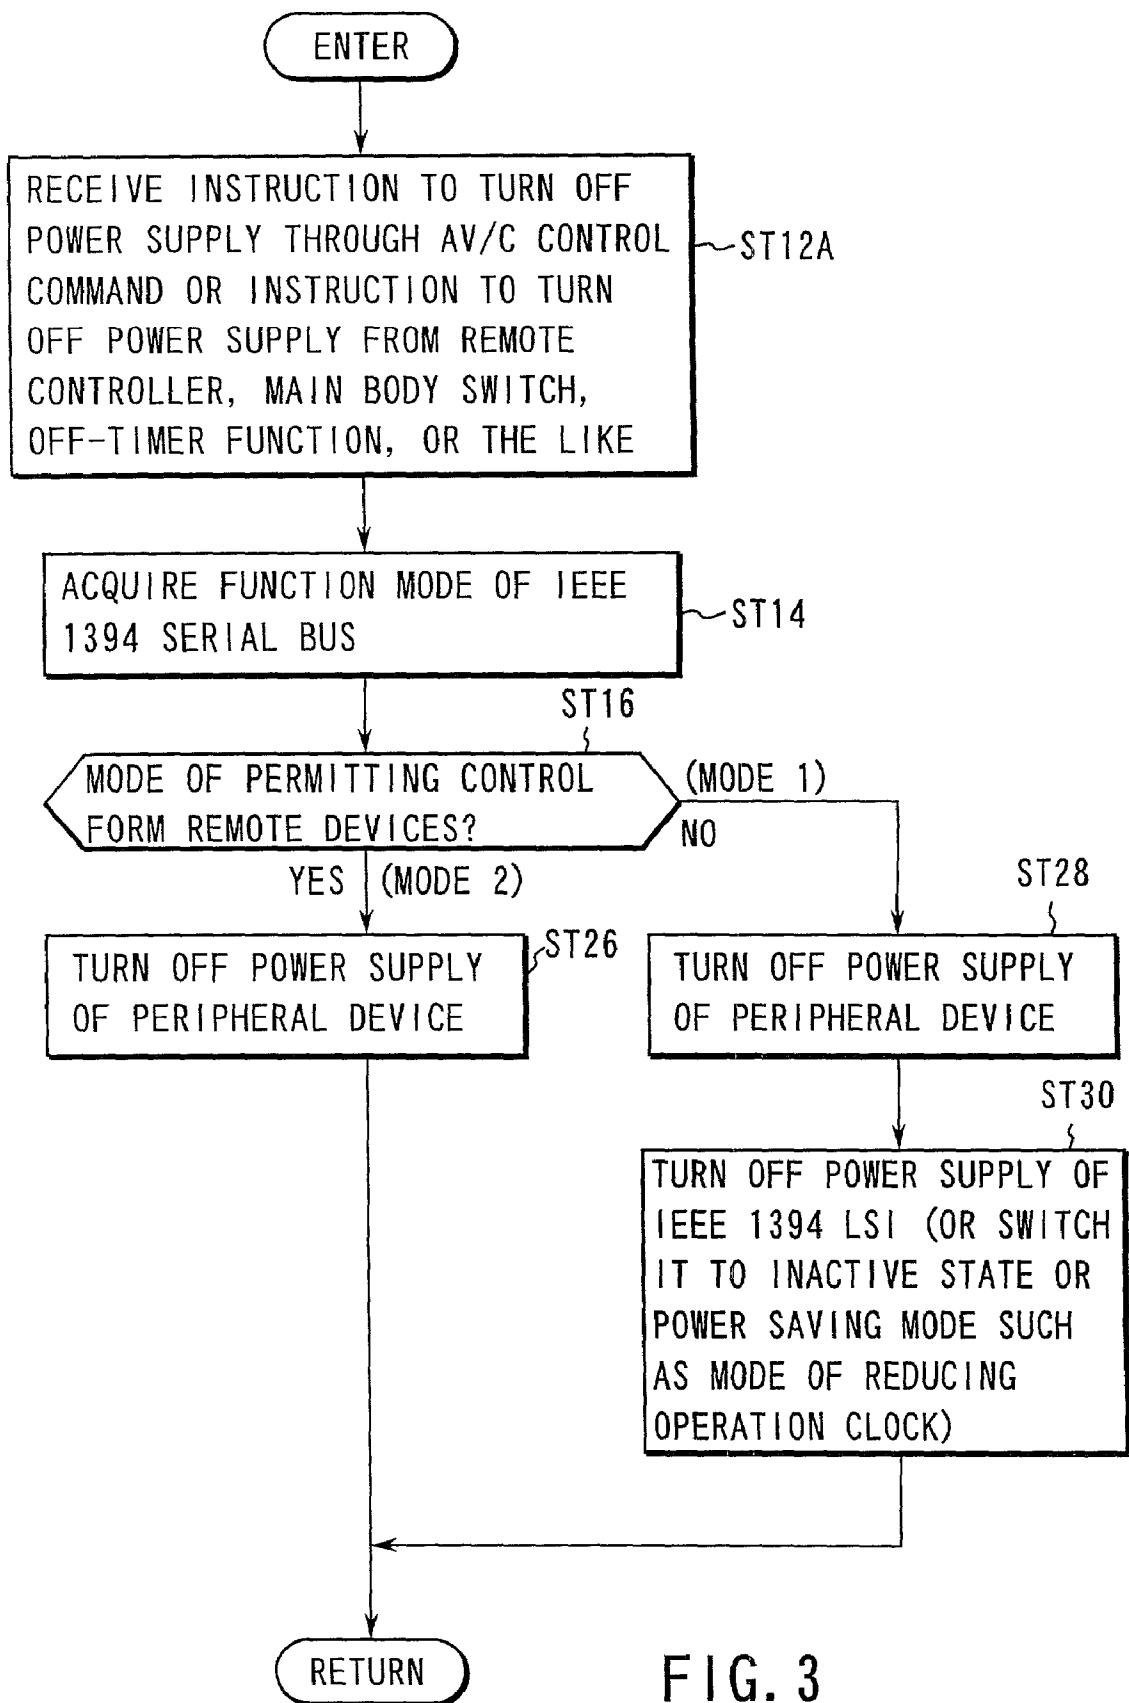 ENTER
RECEIVE INSTRUCTION TO TURN OFF
POWER SUPPLY THROUGH AV/C CONTROL
COMMAND OR INSTRUCTION TO TURN
OFF POWER SUPPLY FROM REMOTE
CONTROLLER, MAIN BODY SWITCH,
OFF-TIMER FUNCTION, OR THE LIKE
ST12A
ACQUIRE FUNCTION MODE OF IEEE
1394 SERIAL BUS
ST14
ST16
MODE OF PERMITTING CONTROL
FORM REMOTE DEVICES?
(MODE 1)
NO
YES (MODE 2)
ST26
TURN OFF POWER SUPPLY
OF PERIPHERAL DEVICE
ST28
TURN OFF POWER SUPPLY
OF PERIPHERAL DEVICE
ST30
TURN OFF POWER SUPPLY OF
IEEE 1394 LSI (OR SWITCH
IT TO INACTIVE STATE OR
POWER SAVING MODE SUCH
AS MODE OF REDUCING
OPERATION CLOCK)
RETURN
FIG. 3